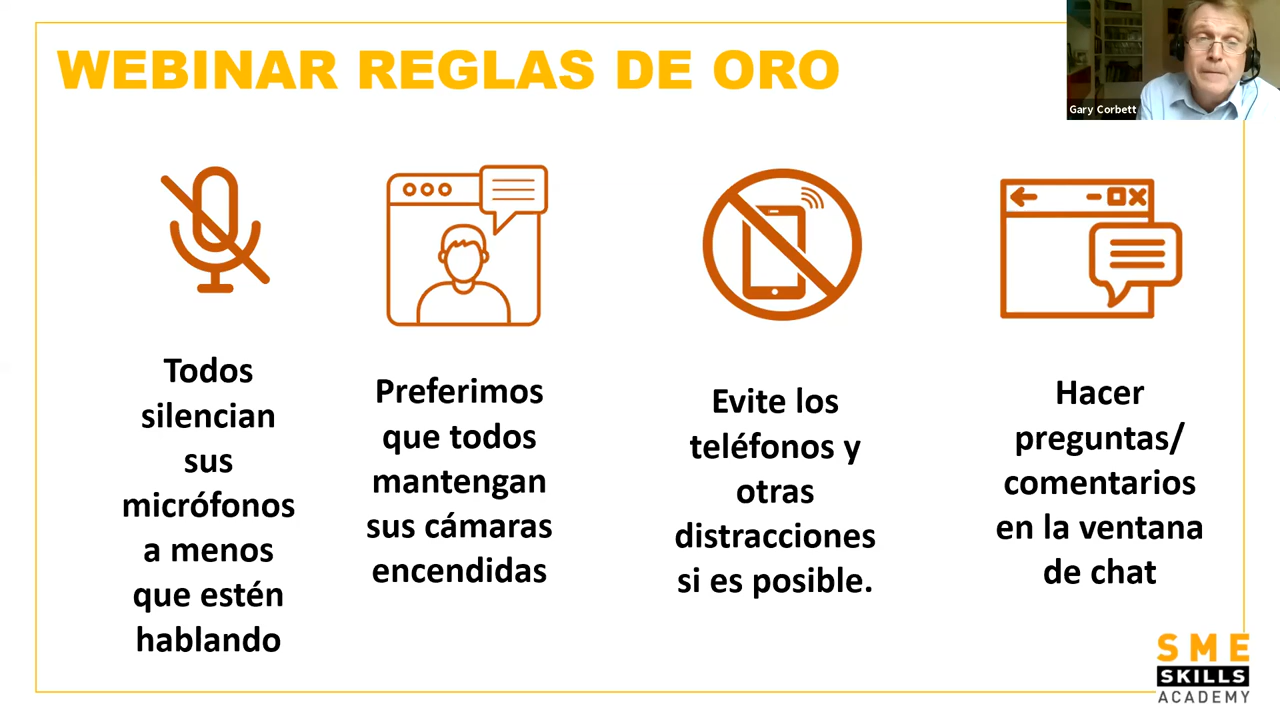 WEBINAR REGLAS DE ORO
Gary Corbett
Todos
silencian
sus
micrófonos
a menos
que estén
hablando
Preferimos
que todos
mantengan
sus cámaras
encendidas
Evite los
teléfonos y
otras
distracciones
si es posible.
Hacer
preguntas/
comentarios
en la ventana
de chat
SME
SKILLS
ACADEMY